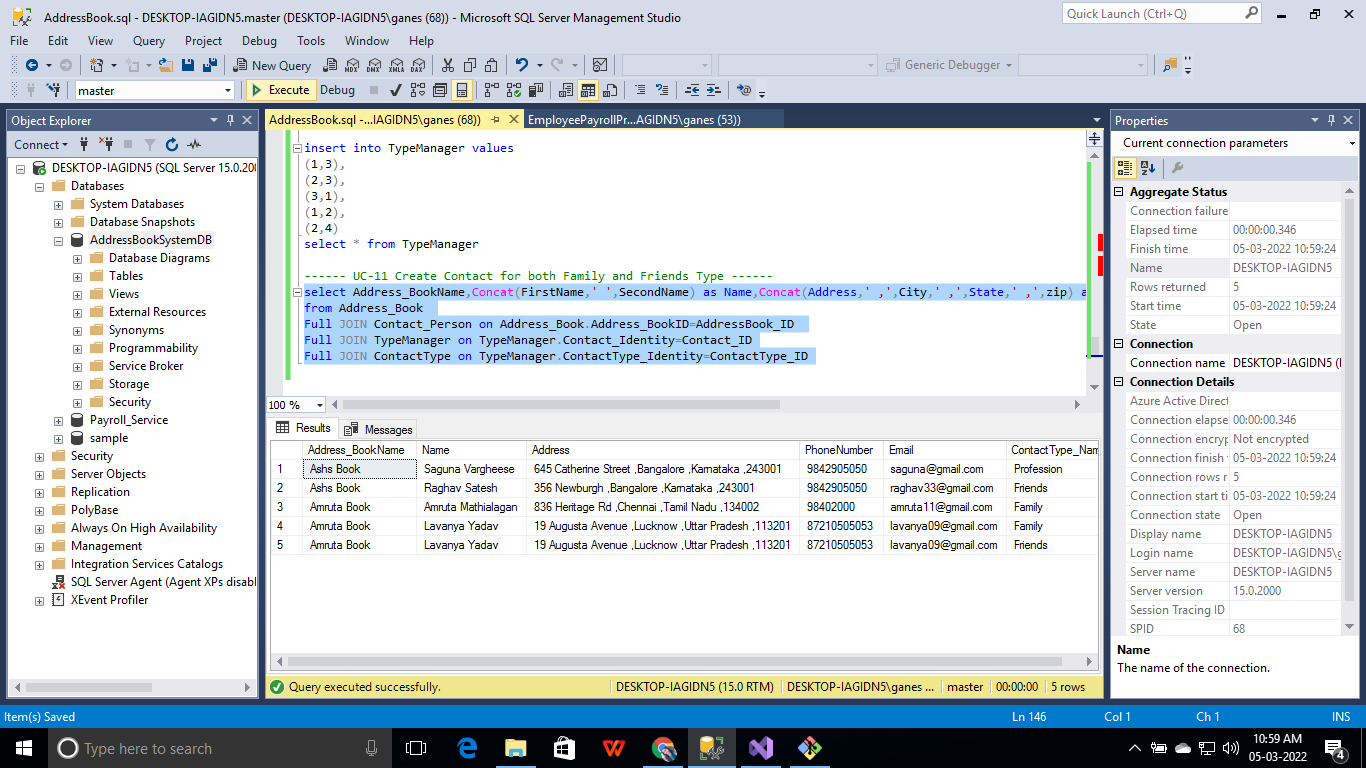 AddressBook.sql - DESKTOP-IAGIDN5.master (DESKTOP-IAGIDN5\ganes (68)) - Microsoft SQL Server Management Studio
Quick Launch (Ctrl+Q)
File Edit View Query Project Debug Tools Window Help
New Query MDX DMX XMLA DAX Generic Debugger
master Execute Debug
Object Explorer
Connect
DESKTOP-IAGIDN5 (SQL Server 15.0.200
Databases
System Databases
Database Snapshots
AddressBookSystemDB
Database Diagrams
Tables
Views
External Resources
Synonyms
Programmability
Service Broker
Storage
Security
Payroll_Service
sample
Security
Server Objects
Replication
PolyBase
Always On High Availability
Management
Integration Services Catalogs
SQL Server Agent (Agent XPs disabl
XEvent Profiler
AddressBook.sql -...IAGIDN5\ganes (68)) EmployeePayrollPr...AGIDN5\ganes (53))
insert into TypeManager values
(1,3),
(2,3),
(3,1),
(1,2),
(2,4)
select * from TypeManager
------ UC-11 Create Contact for both Family and Friends Type ------
select Address_BookName,Concat(FirstName,' ',SecondName) as Name,Concat(Address,' ,',City,' ,',State,' ,',zip) a
from Address_Book
Full JOIN Contact_Person on Address_Book.Address_BookID=AddressBook_ID
Full JOIN TypeManager on TypeManager.Contact_Identity=Contact_ID
Full JOIN ContactType on TypeManager.ContactType_Identity=ContactType_ID
100 %
Results Messages
Address_BookName Name Address PhoneNumber Email ContactType_Nam
1 Ashs Book Saguna Vargheese 645 Catherine Street ,Bangalore ,Karnataka ,243001 9842905050 saguna@gmail.com Profession
2 Ashs Book Raghav Satesh 356 Newburgh ,Bangalore ,Karnataka ,243001 9842905050 raghav33@gmail.com Friends
3 Amruta Book Amruta Mathialagan 836 Heritage Rd ,Chennai ,Tamil Nadu ,134002 98402000 amruta11@gmail.com Family
4 Amruta Book Lavanya Yadav 19 Augusta Avenue ,Lucknow ,Uttar Pradesh ,113201 87210505053 lavanya09@gmail.com Family
5 Amruta Book Lavanya Yadav 19 Augusta Avenue ,Lucknow ,Uttar Pradesh ,113201 87210505053 lavanya09@gmail.com Friends
Query executed successfully. DESKTOP-IAGIDN5 (15.0 RTM) DESKTOP-IAGIDN5\ganes ... master 00:00:00 5 rows
Properties
Current connection parameters
Aggregate Status
Connection failure
Elapsed time 00:00:00.346
Finish time 05-03-2022 10:59:24
Name DESKTOP-IAGIDN5
Rows returned 5
Start time 05-03-2022 10:59:24
State Open
Connection
Connection name DESKTOP-IAGIDN5 (
Connection Details
Azure Active Direct
Connection elapse 00:00:00.346
Connection encryp Not encrypted
Connection finish 05-03-2022 10:59:24
Connection rows r 5
Connection start ti 05-03-2022 10:59:24
Connection state Open
Display name DESKTOP-IAGIDN5
Login name DESKTOP-IAGIDN5\g
Server name DESKTOP-IAGIDN5
Server version 15.0.2000
Session Tracing ID
SPID 68
Name
The name of the connection.
Item(s) Saved Ln 146 Col 1 Ch 1 INS
Type here to search
10:59 AM
05-03-2022
4